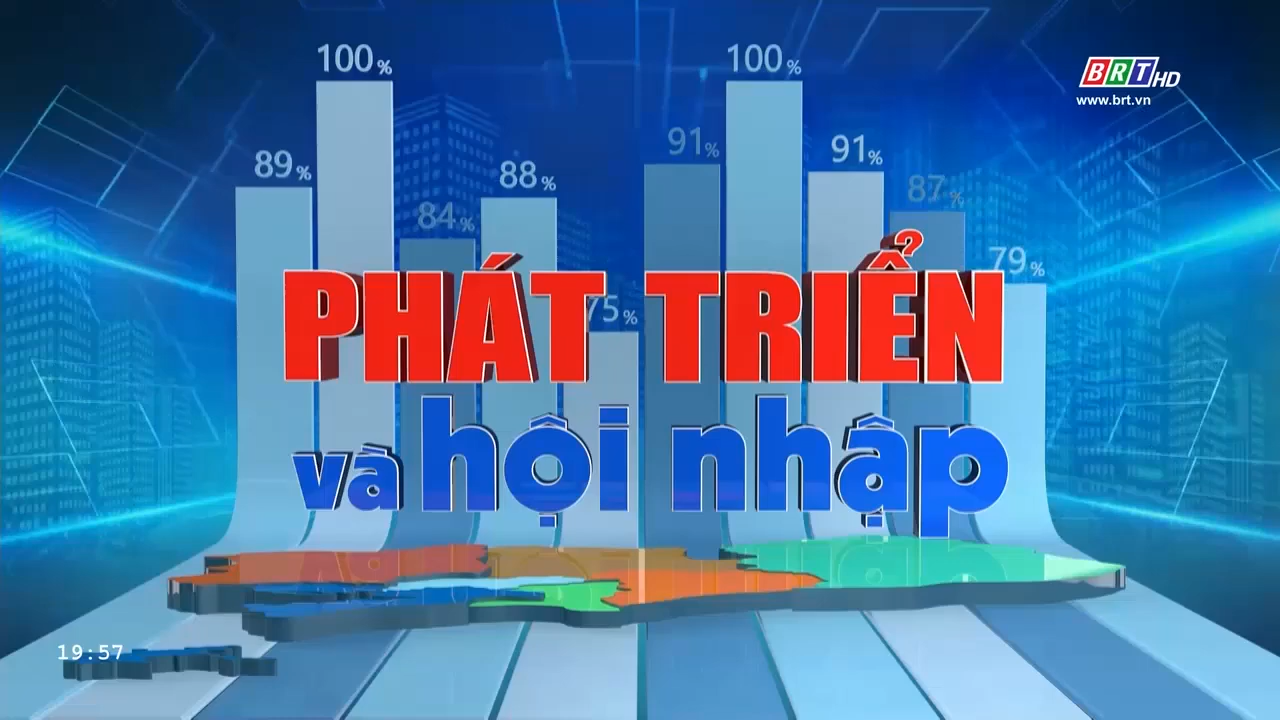 100%
100%
BRT HD
www.brt.vn
91%
91%
89%
88%
87%
84%
79%
75%
PHÁT TRIỂN
và hội nhập
19:57